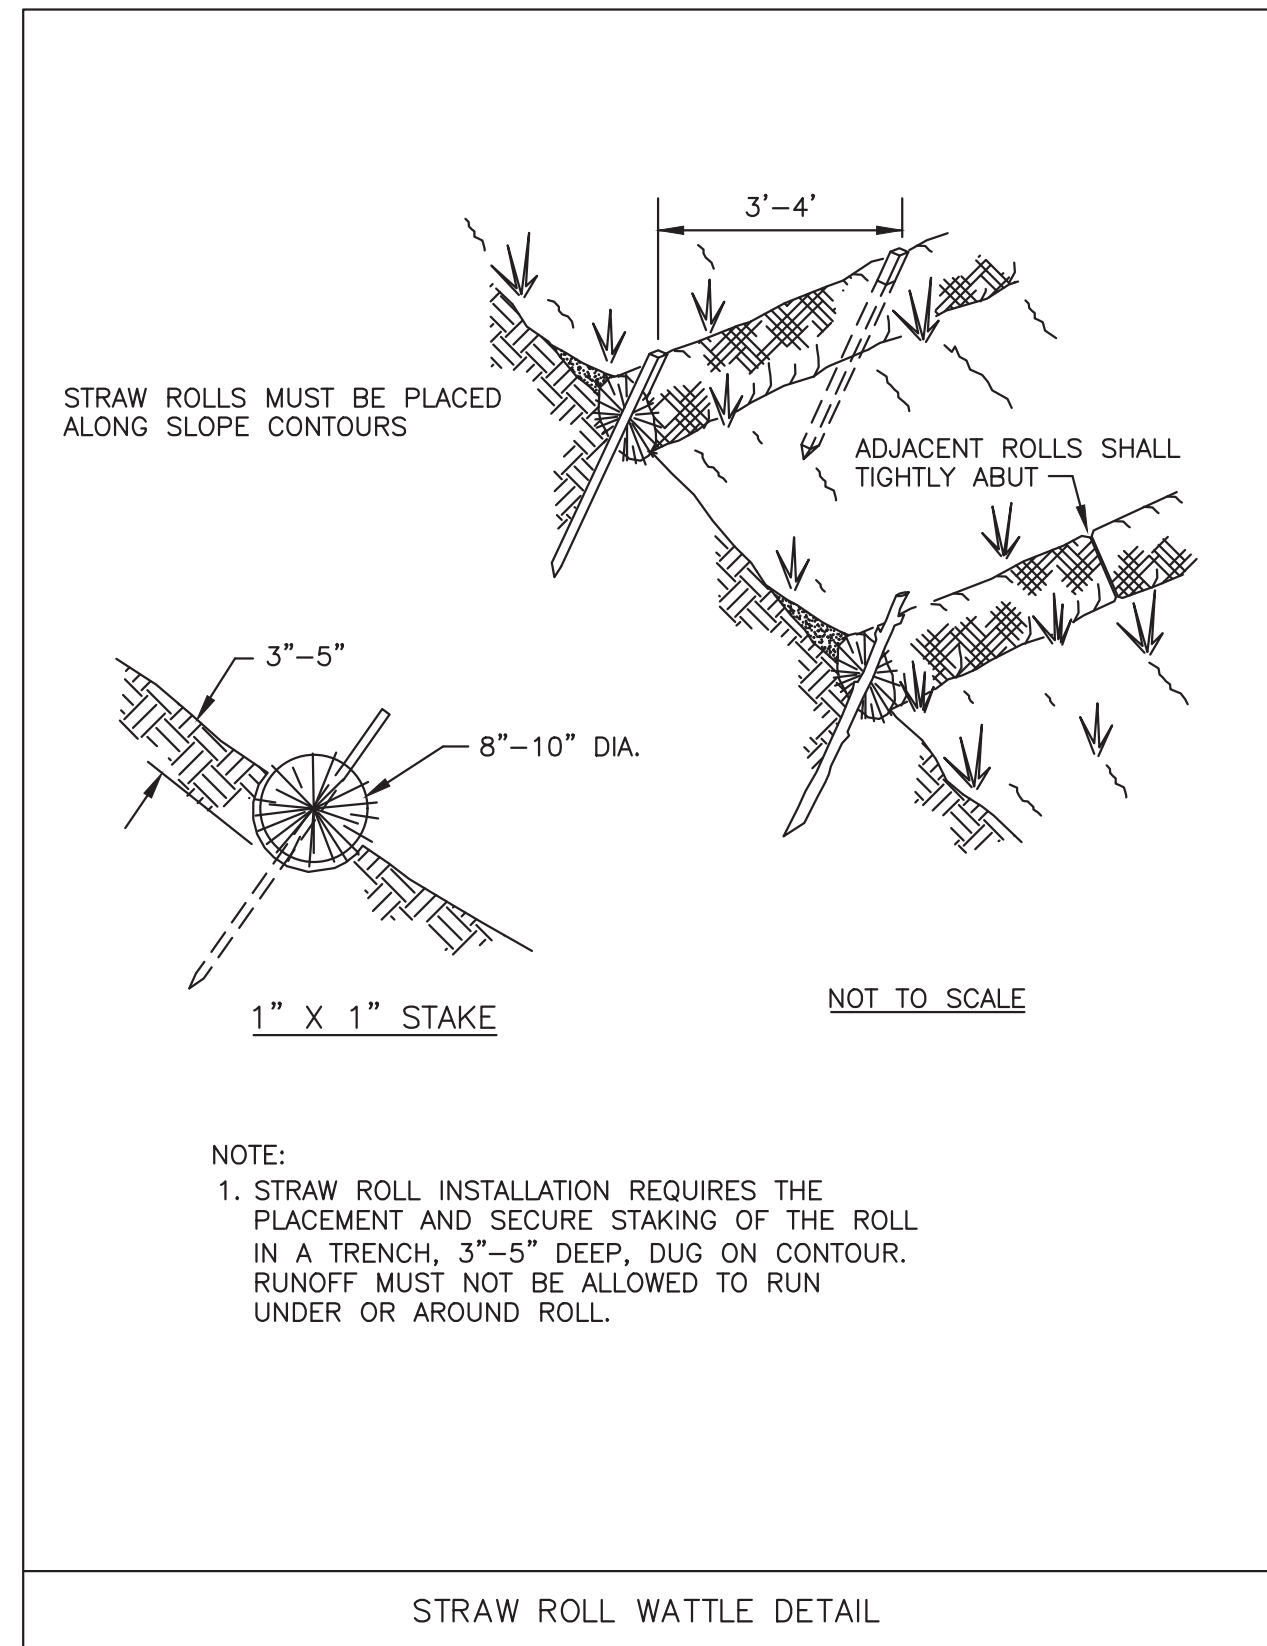 3'-4'
STRAW ROLLS MUST BE PLACED
ALONG SLOPE CONTOURS
ADJACENT ROLLS SHALL
TIGHTLY ABUT
3"-5"
8"-10" DIA.
1" X 1" STAKE
NOT TO SCALE
NOTE:
1. STRAW ROLL INSTALLATION REQUIRES THE
PLACEMENT AND SECURE STAKING OF THE ROLL
IN A TRENCH, 3"-5" DEEP, DUG ON CONTOUR.
RUNOFF MUST NOT BE ALLOWED TO RUN
UNDER OR AROUND ROLL.
STRAW ROLL WATTLE DETAIL